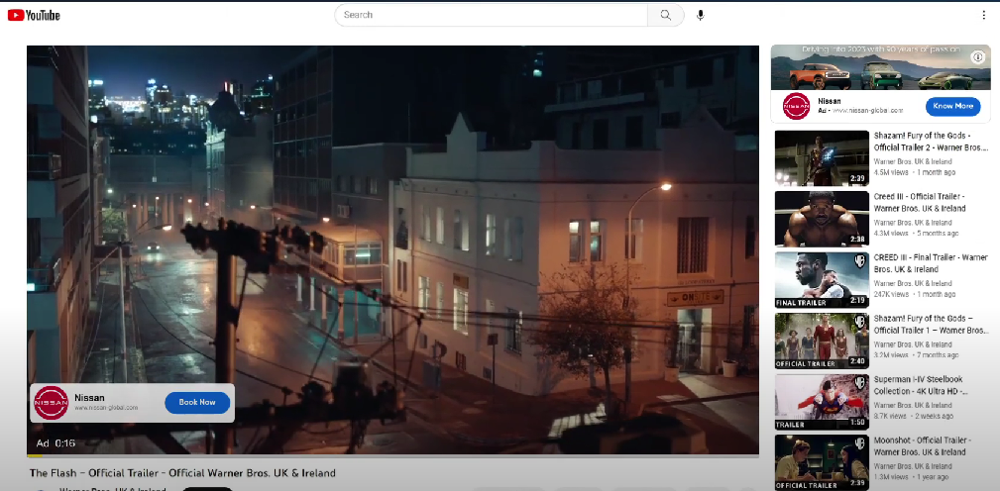 YouTube
Search
Driving into 2023 with 90 years of passion
NISSAN
Nissan
Ad • www.nissan-global.com
Know More
Shazam! Fury of the Gods -
Official Trailer 2 - Warner Bros....
Warner Bros. UK & Ireland
4.5M views • 1 month ago
2:39
Creed III - Official Trailer -
Warner Bros. UK & Ireland
Warner Bros. UK & Ireland
4.3M views • 5 months ago
2:38
CREED III - Final Trailer - Warner
Bros. UK & Ireland
Warner Bros. UK & Ireland
247K views • 1 month ago
FINAL TRAILER
2:19
Shazam! Fury of the Gods –
Official Trailer 1 – Warner Bros...
Warner Bros. UK & Ireland
3.2M views • 7 months ago
OFFICIAL TRAILER
2:40
Superman I-IV Steelbook
Collection - 4K Ultra HD -...
Warner Bros. UK & Ireland
8.7K views • 2 weeks ago
TRAILER
1:50
Moonshot - Official Trailer -
Warner Bros. UK & Ireland
Warner Bros. UK & Ireland
1.3M views • 1 year ago
OFFICIAL TRAILER
2:39
ONSITE
NISSAN
Nissan
www.nissan-global.com
Book Now
Ad 0:16
The Flash – Official Trailer - Official Warner Bros. UK & Ireland
Warner Bros. UK & Ireland